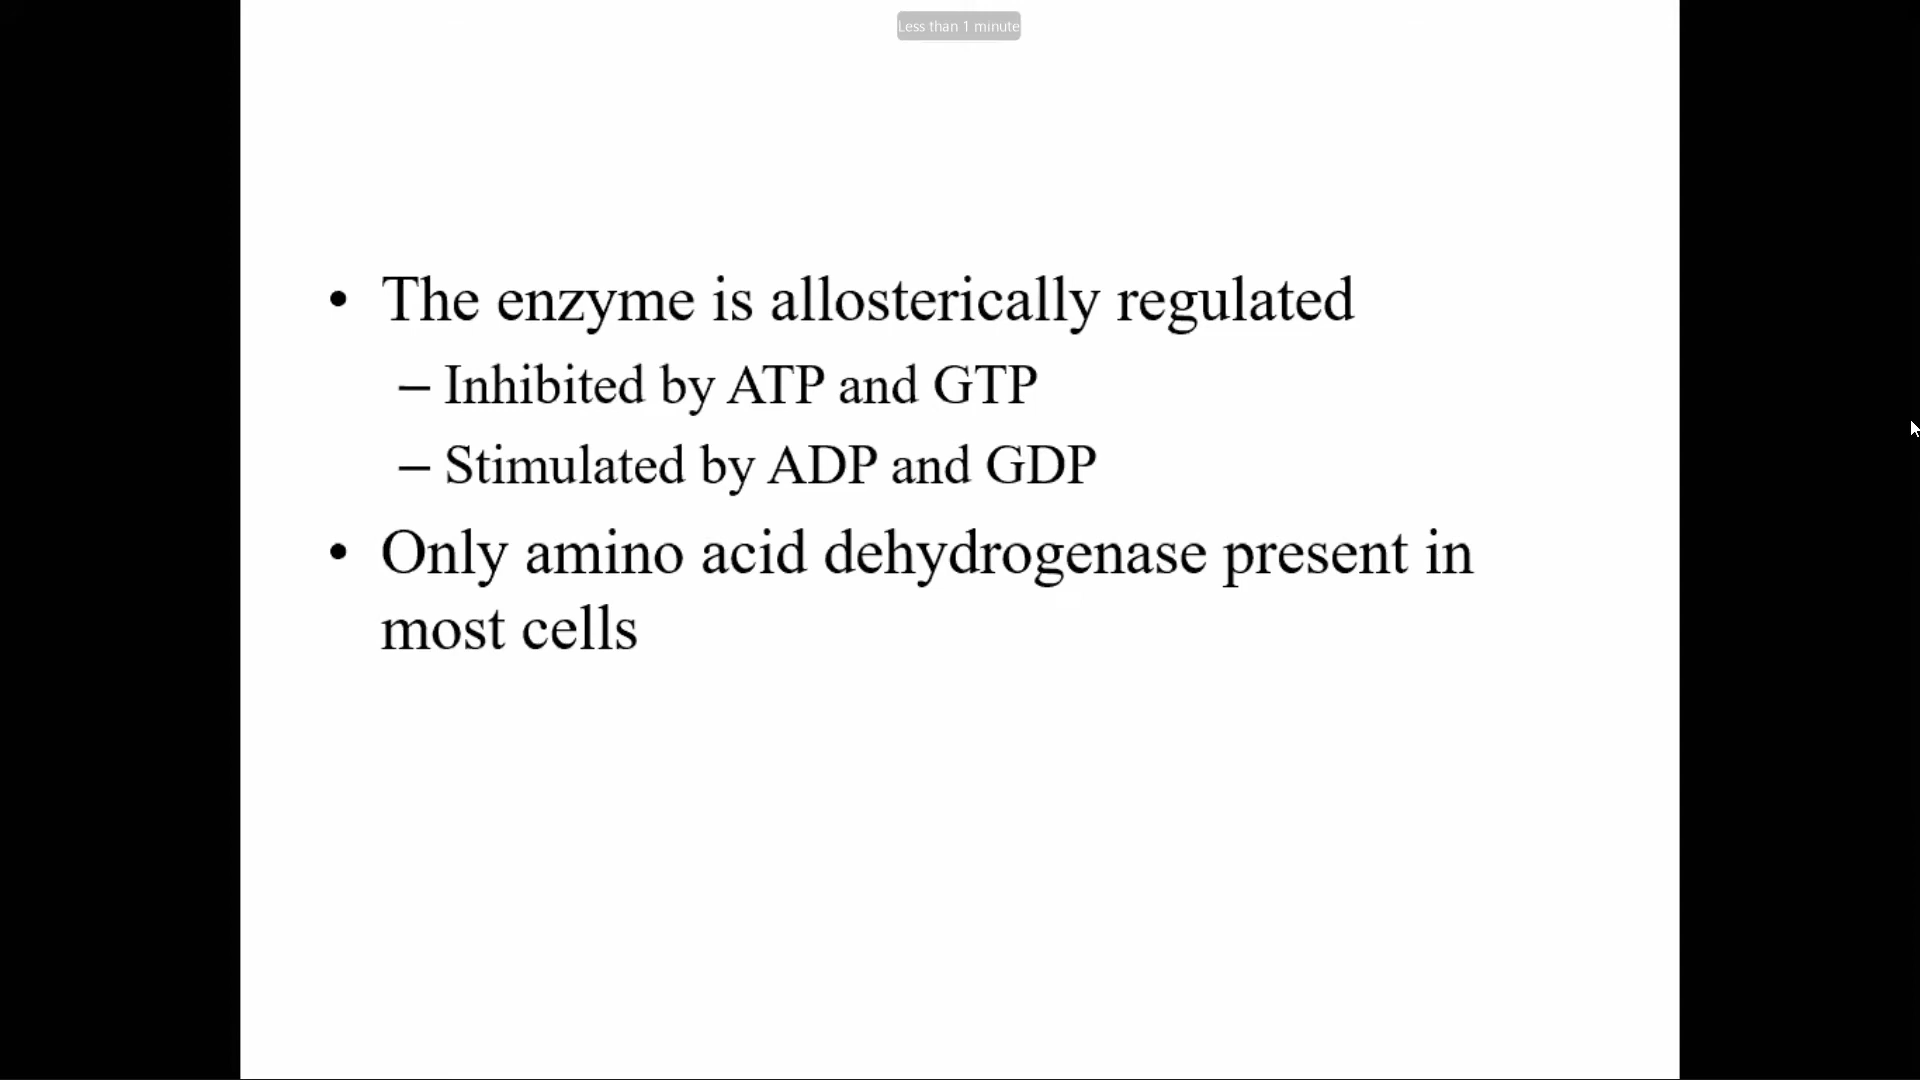 Less than 1 minute
• The enzyme is allosterically regulated
– Inhibited by ATP and GTP
– Stimulated by ADP and GDP
• Only amino acid dehydrogenase present in
most cells